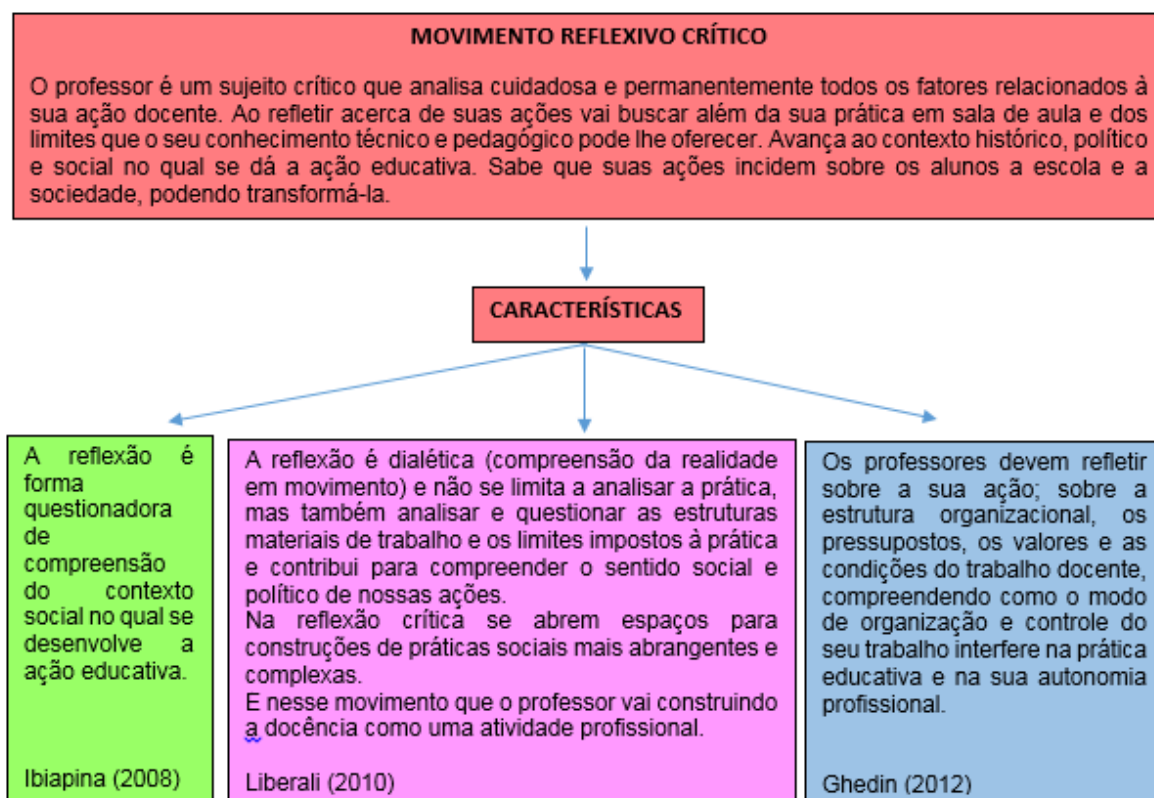 MOVIMENTO REFLEXIVO CRÍTICO
O professor é um sujeito crítico que analisa cuidadosa e permanentemente todos os fatores relacionados à
sua ação docente. Ao refletir acerca de suas ações vai buscar além da sua prática em sala de aula e dos
limites que o seu conhecimento técnico e pedagógico pode lhe oferecer. Avança ao contexto histórico, político
e social no qual se dá a ação educativa. Sabe que suas ações incidem sobre os alunos a escola e a
sociedade, podendo transformá-la.
CARACTERÍSTICAS
A reflexão é
forma
questionadora
de
compreensão
do contexto
social no qual se
desenvolve a
ação educativa.
Ibiapina (2008)
A reflexão é dialética (compreensão da realidade
em movimento) e não se limita a analisar a prática,
mas também analisar e questionar as estruturas
materiais de trabalho e os limites impostos à prática
e contribui para compreender o sentido social e
político de nossas ações.
Na reflexão crítica se abrem espaços para
construções de práticas sociais mais abrangentes e
complexas.
E nesse movimento que o professor vai construindo
a docência como uma atividade profissional.
Liberali (2010)
Os professores devem refletir
sobre a sua ação; sobre a
estrutura organizacional, os
pressupostos, os valores e as
condições do trabalho docente,
compreendendo como o modo
de organização e controle do
seu trabalho interfere na prática
educativa e na sua autonomia
profissional.
Ghedin (2012)